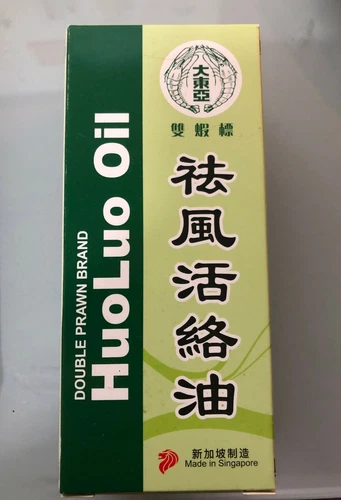 大東亞
雙蝦標
祛風活絡油
DOUBLE PRAWN BRAND
HuoLuo Oil
新加坡制造
Made in Singapore